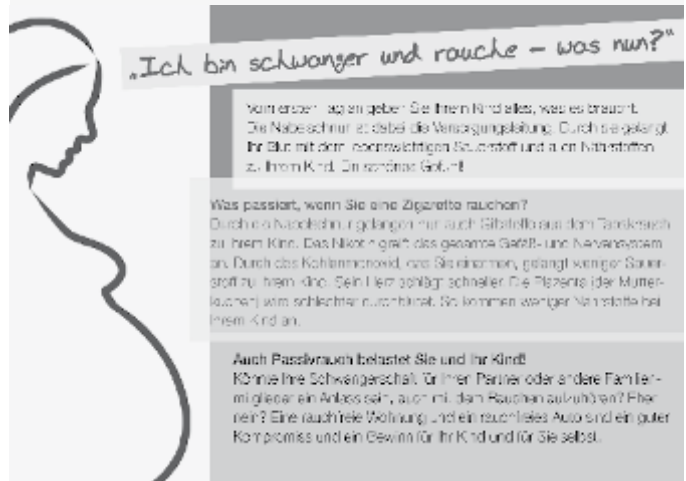 „Ich bin schwanger und rauche – was nun?“
Vom ersten Tag an geben Sie Ihrem Kind alles, was es braucht.
Die Nabelschnur ist dabei die Versorgungsleitung. Durch sie gelangt
Ihr Blut mit dem lebenswichtigen Sauerstoff und allen Nährstoffen
zu Ihrem Kind. Ein schönes Gefühl!
Was passiert, wenn Sie eine Zigarette rauchen?
Durch die Nabelschnur gelangen nun auch Giftstoffe aus dem Tabakrauch
zu Ihrem Kind. Das Nikotin greift das gesamte Gefäß- und Nervensystem
an. Durch das Kohlenmonoxid, das Sie einatmen, gelangt weniger Sauer-
stoff zu Ihrem Kind. Sein Herz schlägt schneller. Die Plazenta (der Mutter-
kuchen) wird schlechter durchblutet. So kommen weniger Nährstoffe bei
Ihrem Kind an.
Auch Passivrauch belastet Sie und Ihr Kind!
Könnte Ihre Schwangerschaft für Ihren Partner oder andere Familien-
mitglieder ein Anlass sein, auch mit dem Rauchen aufzuhören? Eher
nein? Eine rauchfreie Wohnung und ein rauchfreies Auto sind ein guter
Kompromiss und ein Gewinn für Ihr Kind und für Sie selbst.